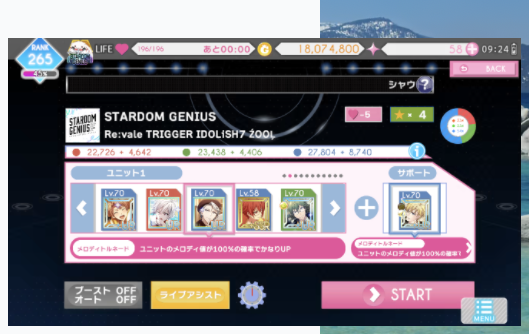 RANK
265
45%
LIFE 196/196 あと00:00 G 18,074,800 58 09:24
BACK
シャウ ?
STARDOM GENIUS
STARDOM GENIUS
Re:vale TRIGGER IDOLiSH7 ŹOOĻ
-5
★× 4
22,726 + 4,642 23,438 + 4,406 27,804 + 8,740 i
ユニット1 サポート
Lv.70 Lv.70 Lv.70 Lv.58 Lv.70 Lv.70
メロディトルネード ユニットのメロディ値が100%の確率でかなりUP
メロディトルネード
ユニットのメロディ値が100%の確率で
ブースト OFF
オート OFF
ライブアシスト
START
MENU